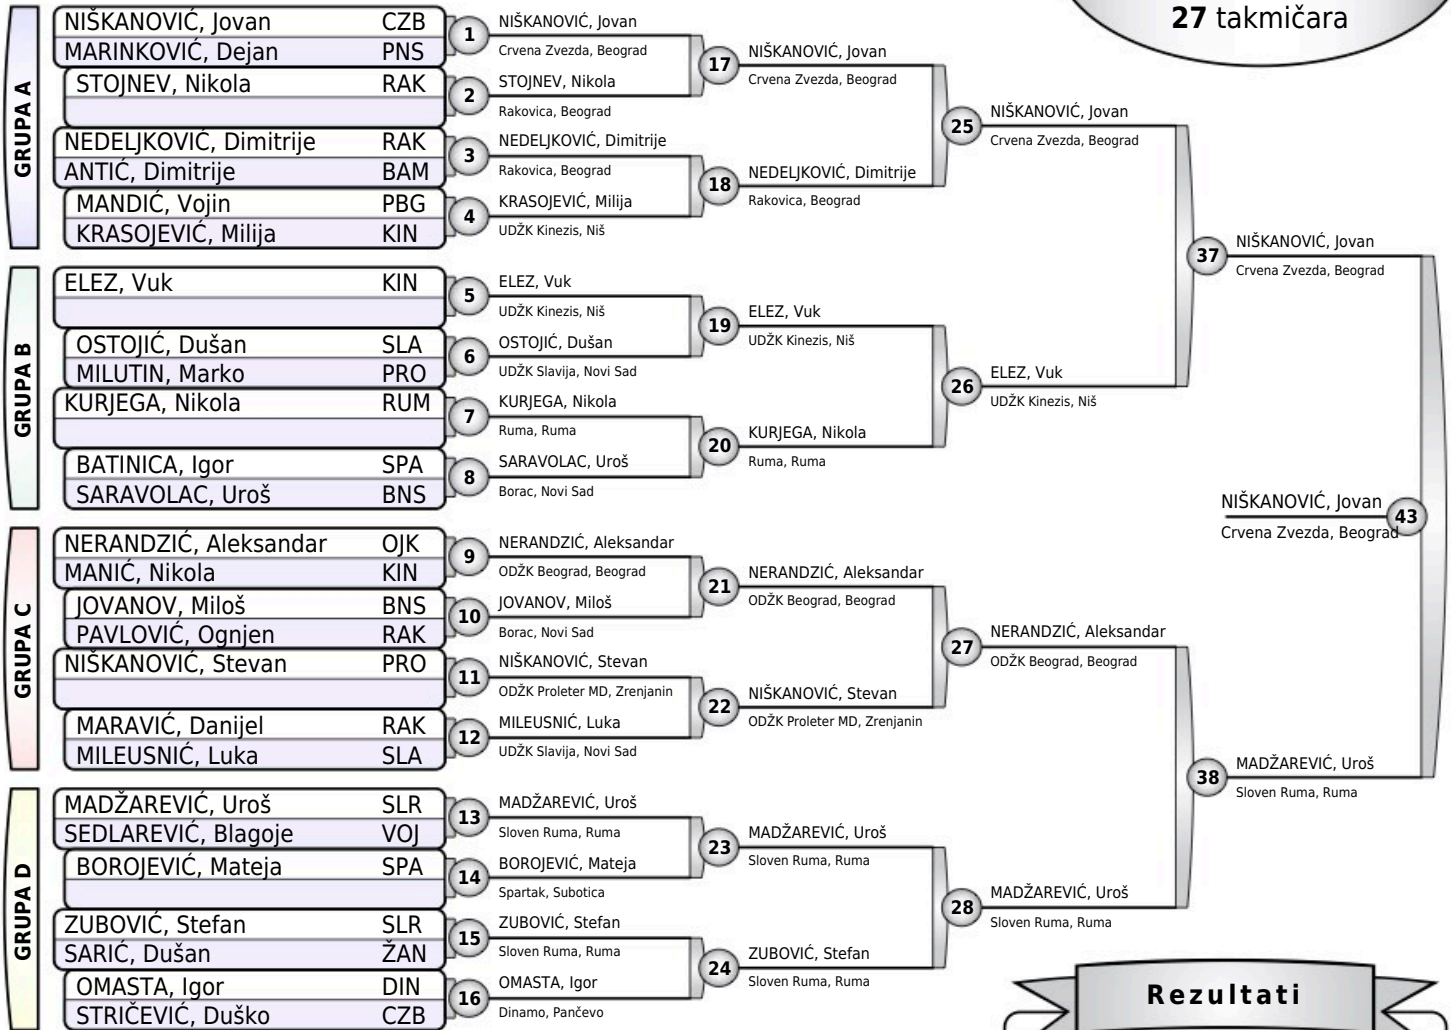 27 takmičara
GRUPA A
NIŠKANOVIĆ, Jovan CZB
MARINKOVIĆ, Dejan PNS
STOJNEV, Nikola RAK
NEDELJKOVIĆ, Dimitrije RAK
ANTIĆ, Dimitrije BAM
MANDIĆ, Vojin PBG
KRASOJEVIĆ, Milija KIN
GRUPA B
ELEZ, Vuk KIN
OSTOJIĆ, Dušan SLA
MILUTIN, Marko PRO
KURJEGA, Nikola RUM
BATINICA, Igor SPA
SARAVOLAC, Uroš BNS
GRUPA C
NERANDZIĆ, Aleksandar OJK
MANIĆ, Nikola KIN
JOVANOV, Miloš BNS
PAVLOVIĆ, Ognjen RAK
NIŠKANOVIĆ, Stevan PRO
MARAVIĆ, Danijel RAK
MILEUSNIĆ, Luka SLA
GRUPA D
MADŽAREVIĆ, Uroš SLR
SEDLAREVIĆ, Blagoje VOJ
BOROJEVIĆ, Mateja SPA
ZUBOVIĆ, Stefan SLR
SARIĆ, Dušan ŽAN
OMASTA, Igor DIN
STRIČEVIĆ, Duško CZB
1 NIŠKANOVIĆ, Jovan
Crvena Zvezda, Beograd
2 STOJNEV, Nikola
Rakovica, Beograd
3 NEDELJKOVIĆ, Dimitrije
Rakovica, Beograd
4 KRASOJEVIĆ, Milija
UDŽK Kinezis, Niš
5 ELEZ, Vuk
UDŽK Kinezis, Niš
6 OSTOJIĆ, Dušan
UDŽK Slavija, Novi Sad
7 KURJEGA, Nikola
Ruma, Ruma
8 SARAVOLAC, Uroš
Borac, Novi Sad
9 NERANDZIĆ, Aleksandar
ODŽK Beograd, Beograd
10 JOVANOV, Miloš
Borac, Novi Sad
11 NIŠKANOVIĆ, Stevan
ODŽK Proleter MD, Zrenjanin
12 MILEUSNIĆ, Luka
UDŽK Slavija, Novi Sad
13 MADŽAREVIĆ, Uroš
Sloven Ruma, Ruma
14 BOROJEVIĆ, Mateja
Spartak, Subotica
15 ZUBOVIĆ, Stefan
Sloven Ruma, Ruma
16 OMASTA, Igor
Dinamo, Pančevo
17 NIŠKANOVIĆ, Jovan
Crvena Zvezda, Beograd
18 NEDELJKOVIĆ, Dimitrije
Rakovica, Beograd
19 ELEZ, Vuk
UDŽK Kinezis, Niš
20 KURJEGA, Nikola
Ruma, Ruma
21 NERANDZIĆ, Aleksandar
ODŽK Beograd, Beograd
22 NIŠKANOVIĆ, Stevan
ODŽK Proleter MD, Zrenjanin
23 MADŽAREVIĆ, Uroš
Sloven Ruma, Ruma
24 ZUBOVIĆ, Stefan
Sloven Ruma, Ruma
25 NIŠKANOVIĆ, Jovan
Crvena Zvezda, Beograd
26 ELEZ, Vuk
UDŽK Kinezis, Niš
27 NERANDZIĆ, Aleksandar
ODŽK Beograd, Beograd
28 MADŽAREVIĆ, Uroš
Sloven Ruma, Ruma
37 NIŠKANOVIĆ, Jovan
Crvena Zvezda, Beograd
38 MADŽAREVIĆ, Uroš
Sloven Ruma, Ruma
NIŠKANOVIĆ, Jovan 43
Crvena Zvezda, Beograd
Rezultati